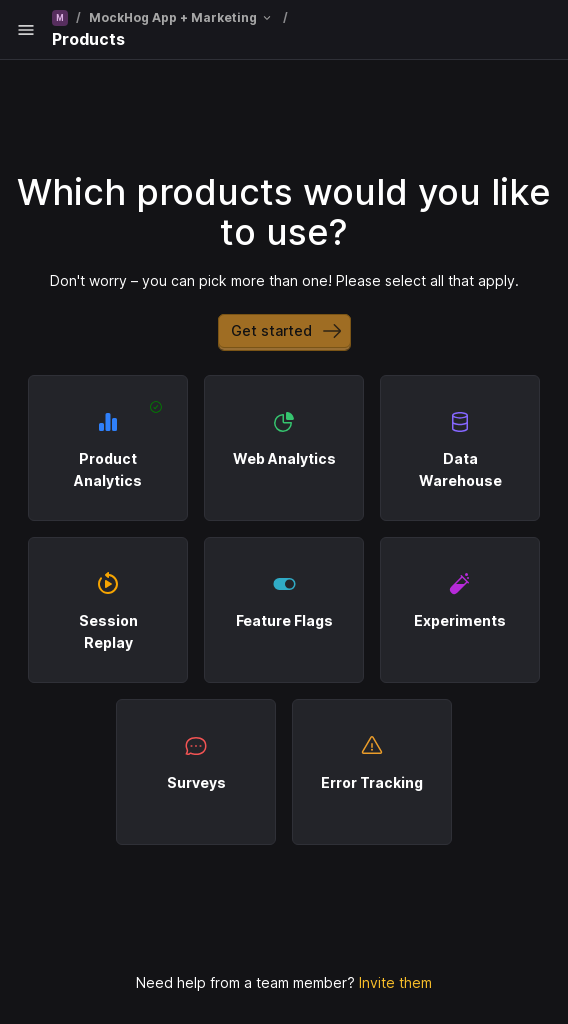 M / MockHog App + Marketing /
Products
Which products would you like
to use?
Don't worry – you can pick more than one! Please select all that apply.
Get started
Product
Analytics
Web Analytics
Data
Warehouse
Session
Replay
Feature Flags
Experiments
Surveys
Error Tracking
Need help from a team member? Invite them